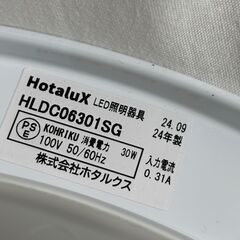 HotaluX LED照明器具
24.09
HLDC06301SG
24年製
PS
E
KOHRIKU 消費電力
30W
入力電流
100V 50/60Hz
0.31A
株式会社ホタルクス